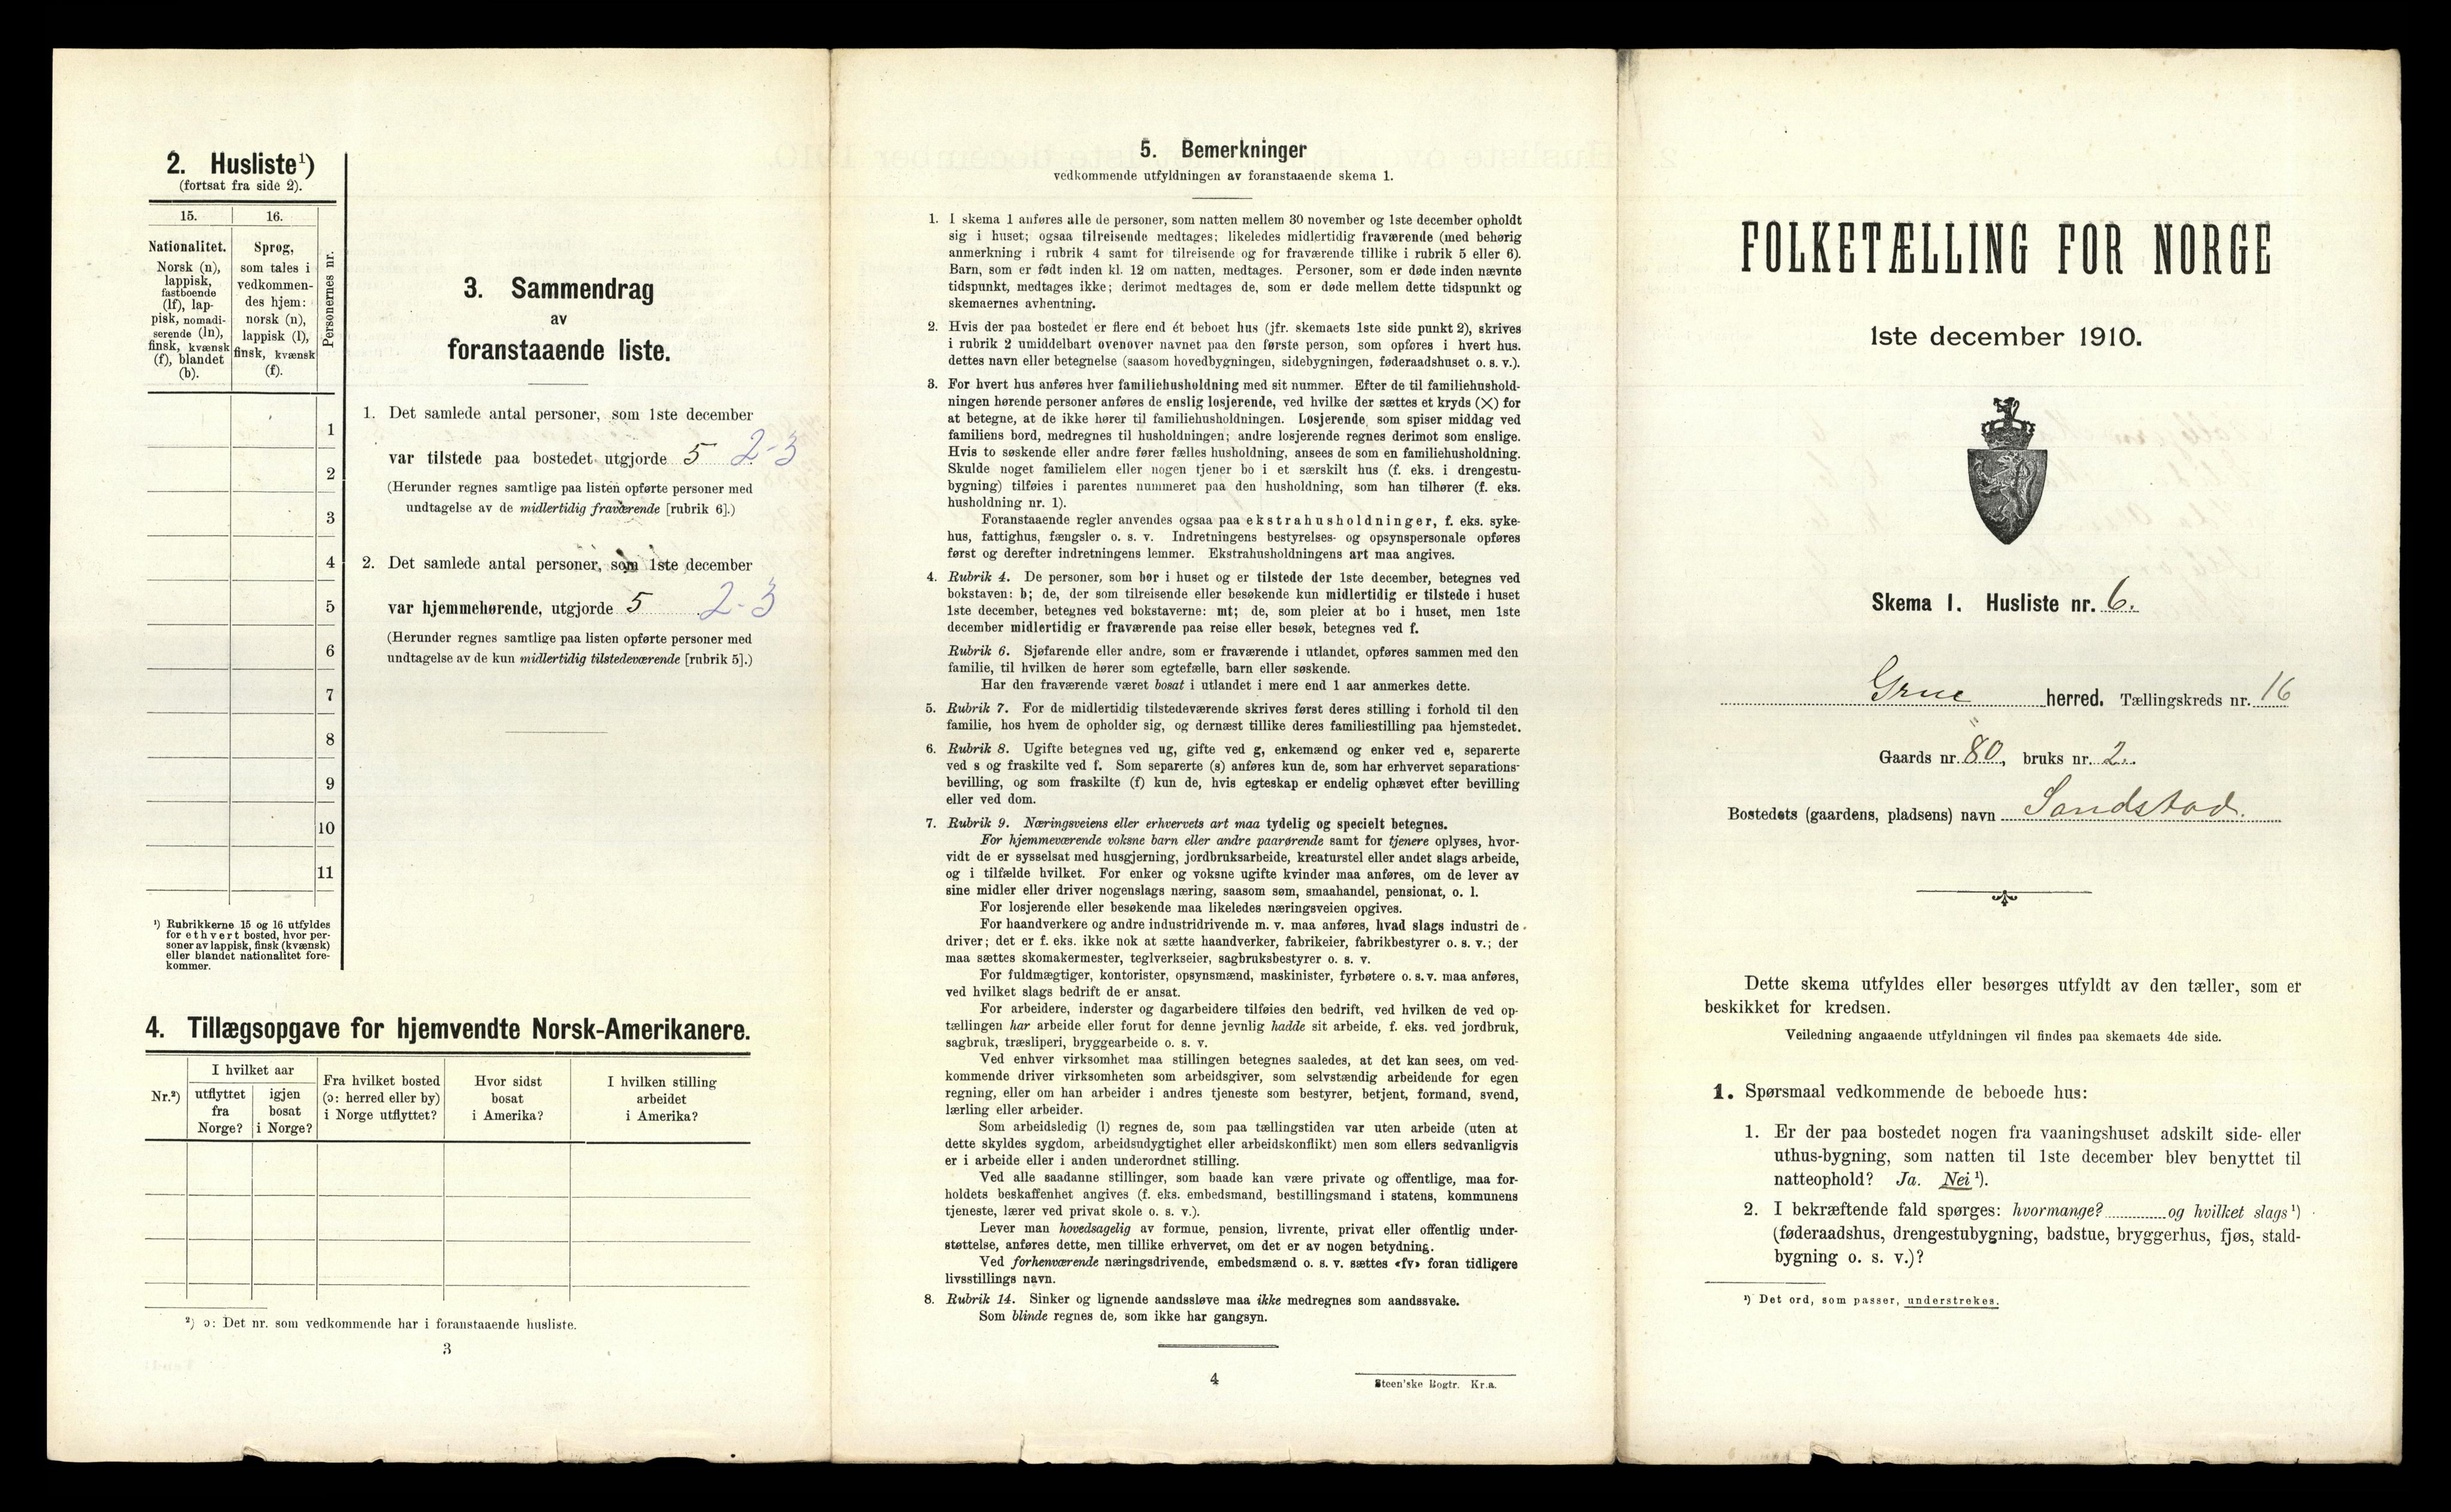 2. Husliste¹)
(fortsat fra side 2).
15.
16.
Personernes nr.
Nationalitet.
Norsk (n),
lappisk,
fastboende
(lf), lap-
pisk, nomadi-
serende (ln),
finsk, kvænsk
(f), blandet
(b).
Sprog,
som tales i
vedkommen-
des hjem:
norsk (n),
lappisk (l),
finsk, kvænsk
(f).
1
2
3
4
5
6
7
8
9
10
11
¹) Rubrikkerne 15 og 16 utfyldes
for ethvert bosted, hvor per-
soner av lappisk, finsk (kvænsk)
eller blandet nationalitet fore-
kommer.
3. Sammendrag
av
foranstaaende liste.
1. Det samlede antal personer, som 1ste december
var tilstede paa bostedet utgjorde 5 2-3
(Herunder regnes samtlige paa listen opførte personer med
undtagelse av de midlertidig fraværende [rubrik 6].)
2. Det samlede antal personer, som 1ste december
var hjemmehørende, utgjorde 5 2-3
(Herunder regnes samtlige paa listen opførte personer med
undtagelse av de kun midlertidig tilstedeværende [rubrik 5].)
4. Tillægsopgave for hjemvendte Norsk-Amerikanere.
Nr.²)
I hvilket aar
utflyttet
fra
Norge?
igjen
bosat
i Norge?
Fra hvilket bosted
(ɔ: herred eller by)
i Norge utflyttet?
Hvor sidst
bosat
i Amerika?
I hvilken stilling
arbeidet
i Amerika?
²) ɔ: Det nr. som vedkommende har i foranstaaende husliste.
3
5. Bemerkninger
vedkommende utfyldningen av foranstaaende skema 1.
1. I skema 1 anføres alle de personer, som natten mellem 30 november og 1ste december opholdt
sig i huset; ogsaa tilreisende medtages; likeledes midlertidig fraværende (med behørig
anmerkning i rubrik 4 samt for tilreisende og for fraværende tillike i rubrik 5 eller 6).
Barn, som er født inden kl. 12 om natten, medtages. Personer, som er døde inden nævnte
tidspunkt, medtages ikke; derimot medtages de, som er døde mellem dette tidspunkt og
skemaernes avhentning.
2. Hvis der paa bostedet er flere end ét beboet hus (jfr. skemaets 1ste side punkt 2), skrives
i rubrik 2 umiddelbart ovenover navnet paa den første person, som opføres i hvert hus.
dettes navn eller betegnelse (saasom hovedbygningen, sidebygningen, føderaadshuset o. s. v.).
3. For hvert hus anføres hver familiehusholdning med sit nummer. Efter de til familiehushold-
ningen hørende personer anføres de enslig losjerende, ved hvilke der sættes et kryds (×) for
at betegne, at de ikke hører til familiehusholdningen. Losjerende, som spiser middag ved
familiens bord, medregnes til husholdningen; andre losjerende regnes derimot som enslige.
Hvis to søskende eller andre fører fælles husholdning, ansees de som en familiehusholdning.
Skulde noget familielem eller nogen tjener bo i et særskilt hus (f. eks. i drengestu-
bygning) tilføies i parentes nummeret paa den husholdning, som han tilhører (f. eks.
husholdning nr. 1).
Foranstaaende regler anvendes ogsaa paa ekstrahusholdninger, f. eks. syke-
hus, fattighus, fængsler o. s. v. Indretningens bestyrelses- og opsynspersonale opføres
først og derefter indretningens lemmer. Ekstrahusholdningens art maa angives.
4. Rubrik 4. De personer, som bor i huset og er tilstede der 1ste december, betegnes ved
bokstaven: b; de, der som tilreisende eller besøkende kun midlertidig er tilstede i huset
1ste december, betegnes ved bokstaverne: mt; de, som pleier at bo i huset, men 1ste
december midlertidig er fraværende paa reise eller besøk, betegnes ved f.
Rubrik 6. Sjøfarende eller andre, som er fraværende i utlandet, opføres sammen med den
familie, til hvilken de hører som egtefælle, barn eller søskende.
Har den fraværende været bosat i utlandet i mere end 1 aar anmerkes dette.
5. Rubrik 7. For de midlertidig tilstedeværende skrives først deres stilling i forhold til den
familie, hos hvem de opholder sig, og dernæst tillike deres familiestilling paa hjemstedet.
6. Rubrik 8. Ugifte betegnes ved ug, gifte ved g, enkemænd og enker ved e, separerte
ved s og fraskilte ved f. Som separerte (s) anføres kun de, som har erhvervet separations-
bevilling, og som fraskilte (f) kun de, hvis egteskap er endelig ophævet efter bevilling
eller ved dom.
7. Rubrik 9. Næringsveiens eller erhvervets art maa tydelig og specielt betegnes.
For hjemmeværende voksne barn eller andre paarørende samt for tjenere oplyses, hvor-
vidt de er sysselsat med husgjerning, jordbruksarbeide, kreaturstel eller andet slags arbeide,
og i tilfælde hvilket. For enker og voksne ugifte kvinder maa anføres, om de lever av
sine midler eller driver nogenslags næring, saasom søm, smaahandel, pensionat, o. l.
For losjerende eller besøkende maa likeledes næringsveien opgives.
For haandverkere og andre industridrivende m. v. maa anføres, hvad slags industri de
driver; det er f. eks. ikke nok at sætte haandverker, fabrikeier, fabrikbestyrer o. s. v.; der
maa sættes skomakermester, teglverkseier, sagbruksbestyrer o. s. v.
For fuldmægtiger, kontorister, opsynsmænd, maskinister, fyrbøtere o. s. v. maa anføres,
ved hvilket slags bedrift de er ansat.
For arbeidere, inderster og dagarbeidere tilføies den bedrift, ved hvilken de ved op-
tællingen har arbeide eller forut for denne jevnlig hadde sit arbeide, f. eks. ved jordbruk,
sagbruk, træsliperi, bryggearbeide o. s. v.
Ved enhver virksomhet maa stillingen betegnes saaledes, at det kan sees, om ved-
kommende driver virksomheten som arbeidsgiver, som selvstændig arbeidende for egen
regning, eller om han arbeider i andres tjeneste som bestyrer, betjent, formand, svend,
lærling eller arbeider.
Som arbeidsledig (l) regnes de, som paa tællingstiden var uten arbeide (uten at
dette skyldes sygdom, arbeidsudygtighet eller arbeidskonflikt) men som ellers sedvanligvis
er i arbeide eller i anden underordnet stilling.
Ved alle saadanne stillinger, som baade kan være private og offentlige, maa for-
holdets beskaffenhet angives (f. eks. embedsmand, bestillingsmand i statens, kommunens
tjeneste, lærer ved privat skole o. s. v.).
Lever man hovedsagelig av formue, pension, livrente, privat eller offentlig under-
støttelse, anføres dette, men tillike erhvervet, om det er av nogen betydning.
Ved forhenværende næringsdrivende, embedsmænd o. s. v. sættes «fv» foran tidligere
livsstillings navn.
8. Rubrik 14. Sinker og lignende aandssløve maa ikke medregnes som aandssvake.
Som blinde regnes de, som ikke har gangsyn.
4
Steen'ske Bogtr. Kr.a.
FOLKETÆLLING FOR NORGE
1ste december 1910.
Skema 1. Husliste nr. 6.
Grue herred. Tællingskreds nr. 16
Gaards nr. 80, bruks nr. 2.
Bostedets (gaardens, pladsens) navn Sandstad.
Dette skema utfyldes eller besørges utfyldt av den tæller, som er
beskikket for kredsen.
Veiledning angaaende utfyldningen vil findes paa skemaets 4de side.
1. Spørsmaal vedkommende de beboede hus:
1. Er der paa bostedet nogen fra vaaningshuset adskilt side- eller
uthus-bygning, som natten til 1ste december blev benyttet til
natteophold? Ja. Nei ¹).
2. I bekræftende fald spørges: hvormange? og hvilket slags ¹)
(føderaadshus, drengestubygning, badstue, bryggerhus, fjøs, stald-
bygning o. s. v.)?
¹) Det ord, som passer, understrekes.